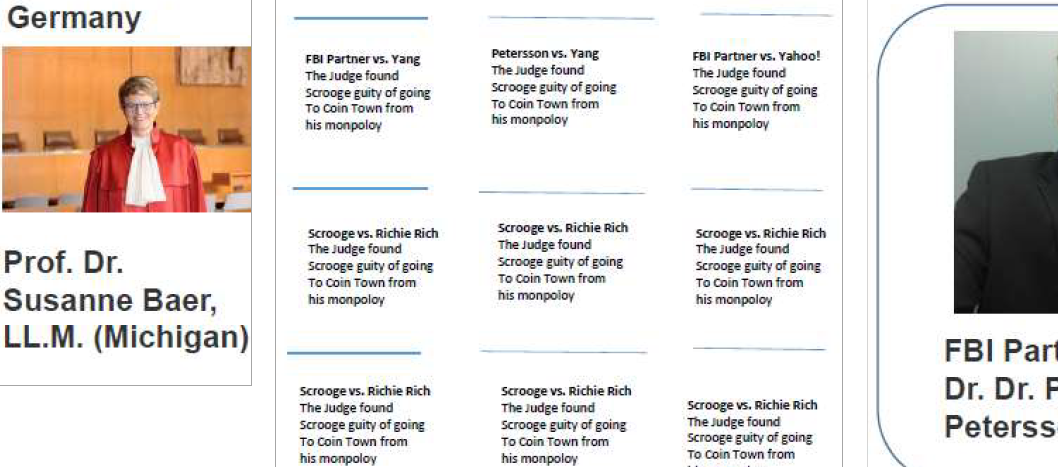 Germany
Prof. Dr.
Susanne Baer,
LL.M. (Michigan)
FBI Partner vs. Yang
The Judge found
Scrooge guity of going
To Coin Town from
his monpoloy
Petersson vs. Yang
The Judge found
Scrooge guity of going
To Coin Town from
his monpoloy
FBI Partner vs. Yahoo!
The Judge found
Scrooge guity of going
To Coin Town from
his monpoloy
Scrooge vs. Richie Rich
The Judge found
Scrooge guity of going
To Coin Town from
his monpoloy
Scrooge vs. Richie Rich
The Judge found
Scrooge guity of going
To Coin Town from
his monpoloy
Scrooge vs. Richie Rich
The Judge found
Scrooge guity of going
To Coin Town from
his monpoloy
Scrooge vs. Richie Rich
The Judge found
Scrooge guity of going
To Coin Town from
his monpoloy
Scrooge vs. Richie Rich
The Judge found
Scrooge guity of going
To Coin Town from
his monpoloy
Scrooge vs. Richie Rich
The Judge found
Scrooge guity of going
To Coin Town from
FBI
Dr. Dr.